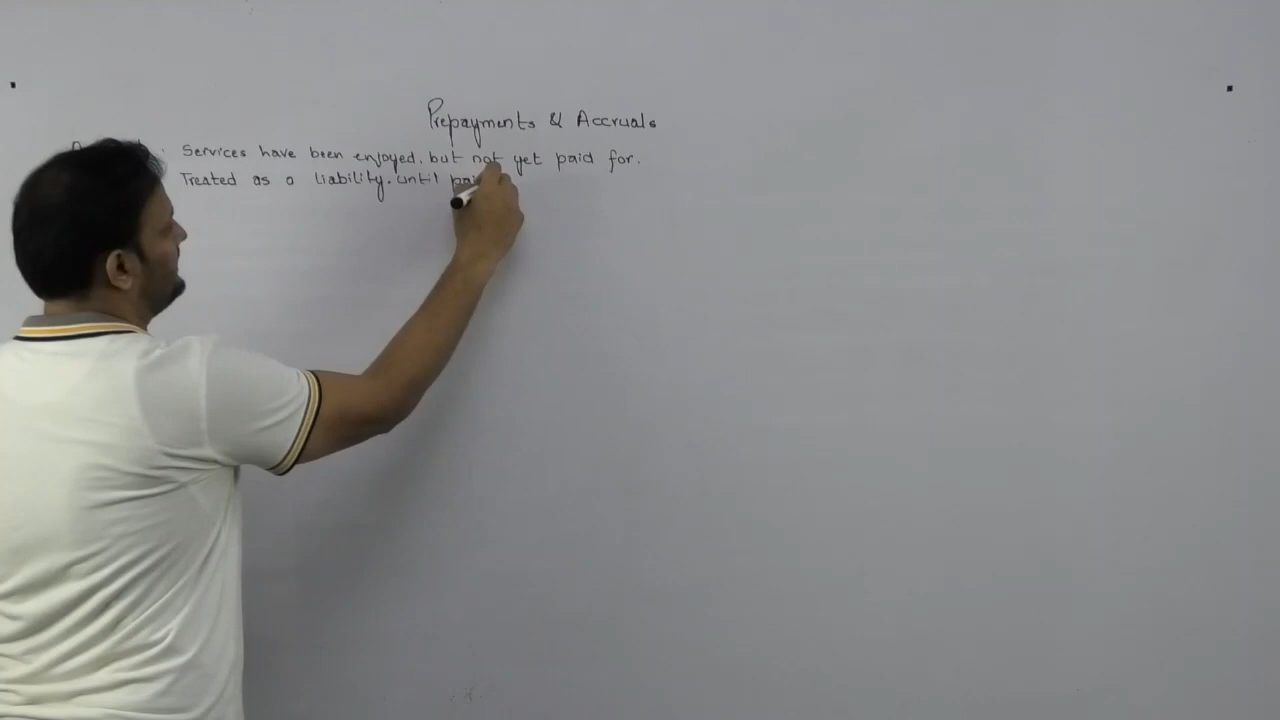 Prepayments & Accruals
Services have been enjoyed, but not yet paid for.
Treated as a liability. until